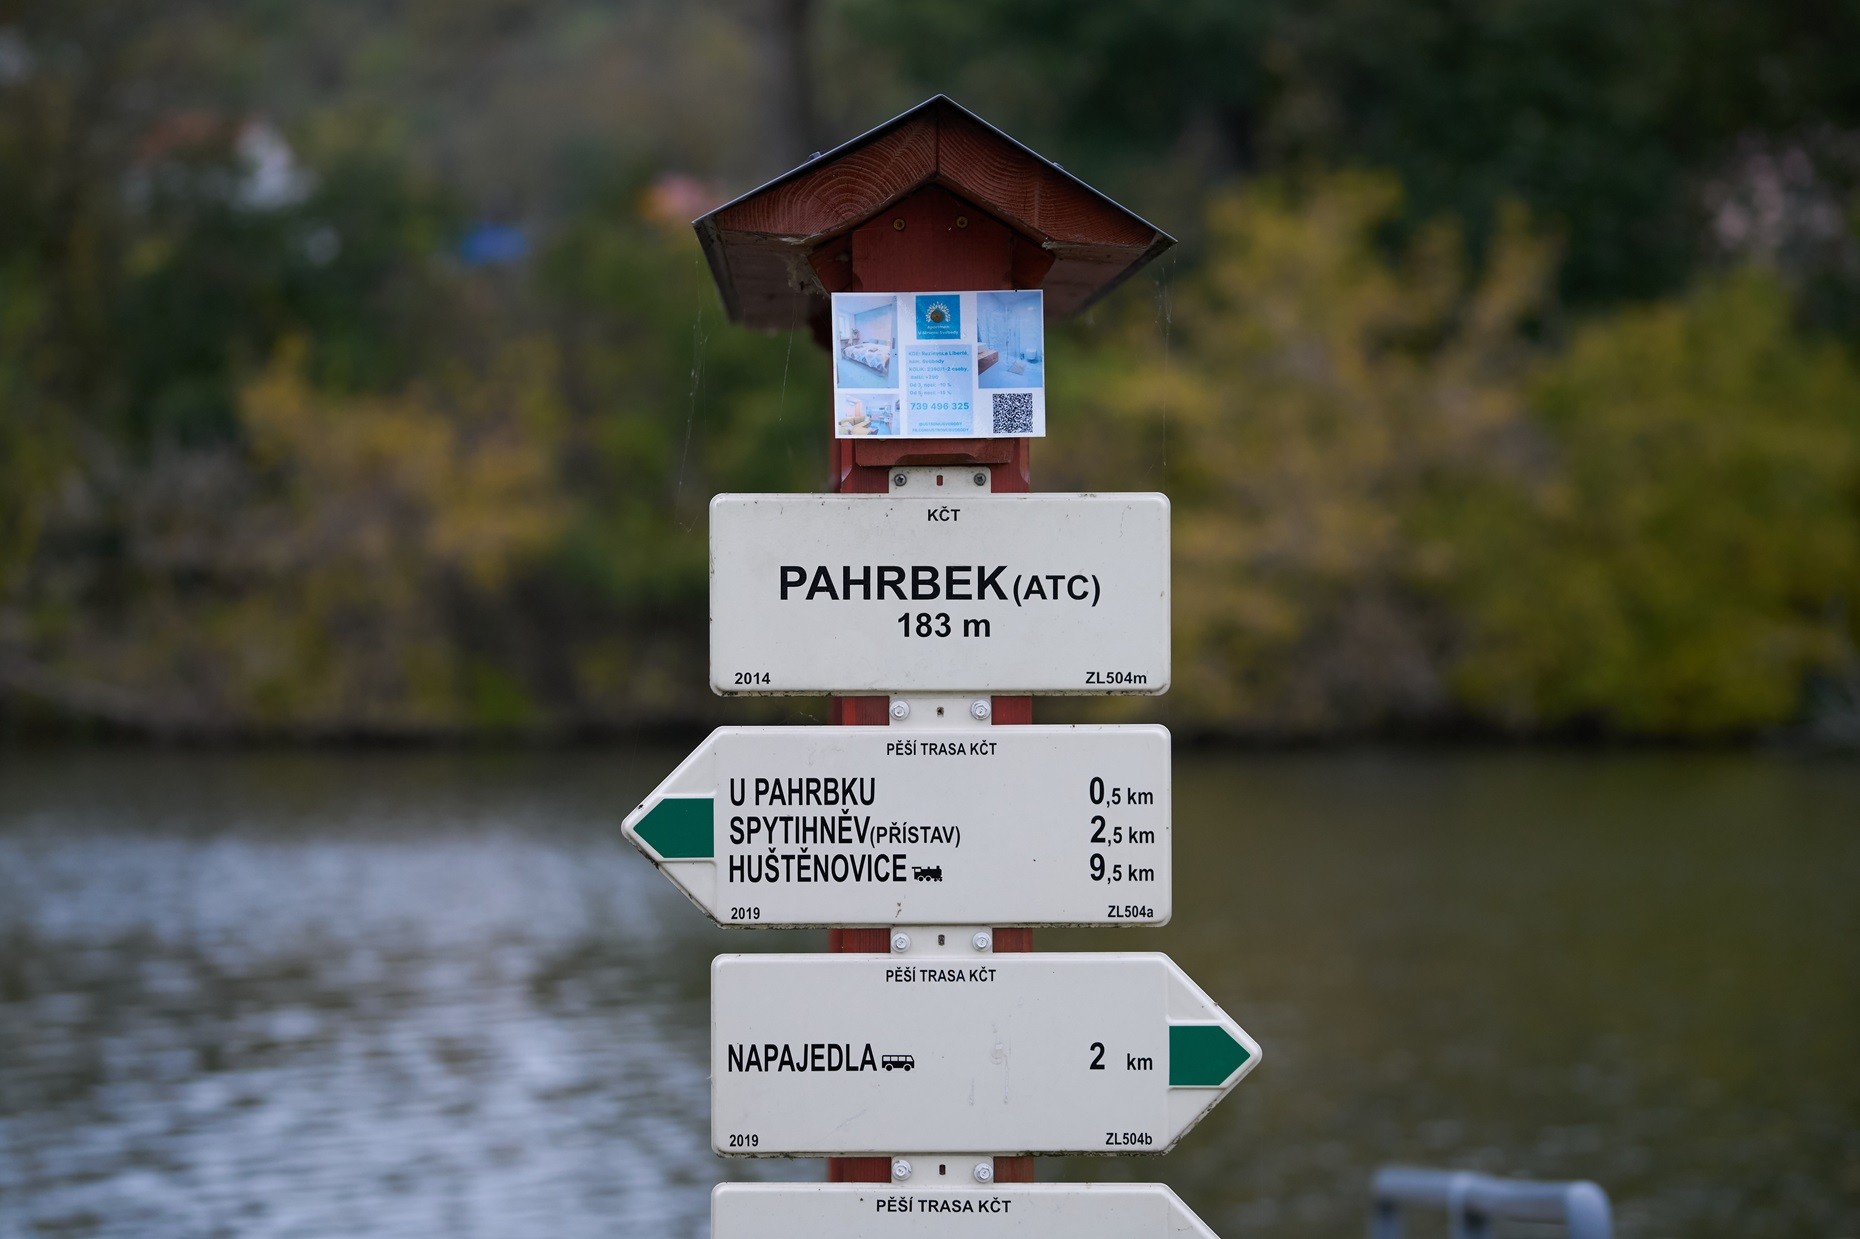 739 496 325
KČT
PAHRBEK (ATC)
183 m
2014 ZL504m
PĚŠÍ TRASA KČT
U PAHRBKU 0,5 km
SPYTIHNĚV (PŘÍSTAV) 2,5 km
HUŠTĚNOVICE 9,5 km
2019 ZL504a
PĚŠÍ TRASA KČT
NAPAJEDLA 2 km
2019 ZL504b
PĚŠÍ TRASA KČT